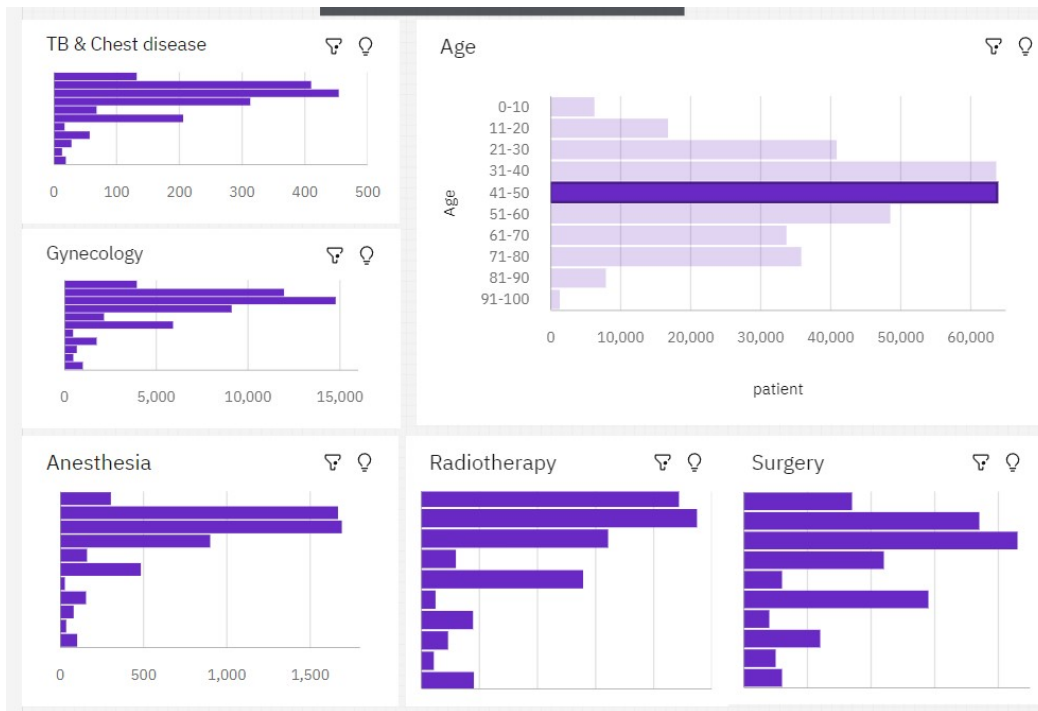 TB & Chest disease
0 100 200 300 400 500
Gynecology
0 5,000 10,000 15,000
Age
Age
0-10
11-20
21-30
31-40
41-50
51-60
61-70
71-80
81-90
91-100
0 10,000 20,000 30,000 40,000 50,000 60,000
patient
Anesthesia
0 500 1,000 1,500
Radiotherapy
Surgery